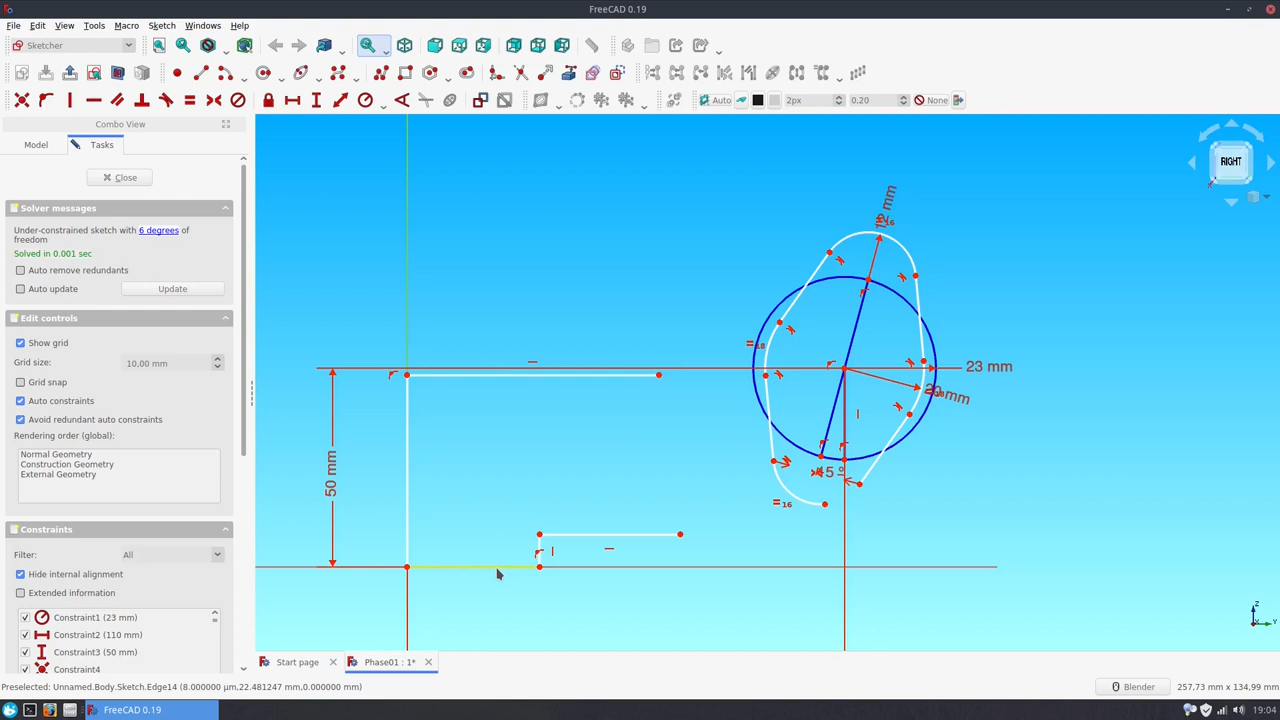 FreeCAD 0.19
File Edit View Tools Macro Sketch Windows Help
Sketcher
Auto 2px 0.20 None
Combo View
Model Tasks
Close
Solver messages
Under-constrained sketch with 6 degrees of
freedom
Solved in 0.001 sec
Auto remove redundants
Auto update Update
Edit controls
Show grid
Grid size: 10,00 mm
Grid snap
Auto constraints
Avoid redundant auto constraints
Rendering order (global):
Normal Geometry
Construction Geometry
External Geometry
Constraints
Filter: All
Hide internal alignment
Extended information
Constraint1 (23 mm)
Constraint2 (110 mm)
Constraint3 (50 mm)
Constraint4
RIGHT
16
18
23 mm
50 mm
16
Z
Y
Start page Phase01 : 1*
Preselected: Unnamed.Body.Sketch.Edge14 (8.000000 µm,22.481247 mm,0.000000 mm) Blender 257,73 mm x 134,99 mm
FreeCAD 0.19 19:04